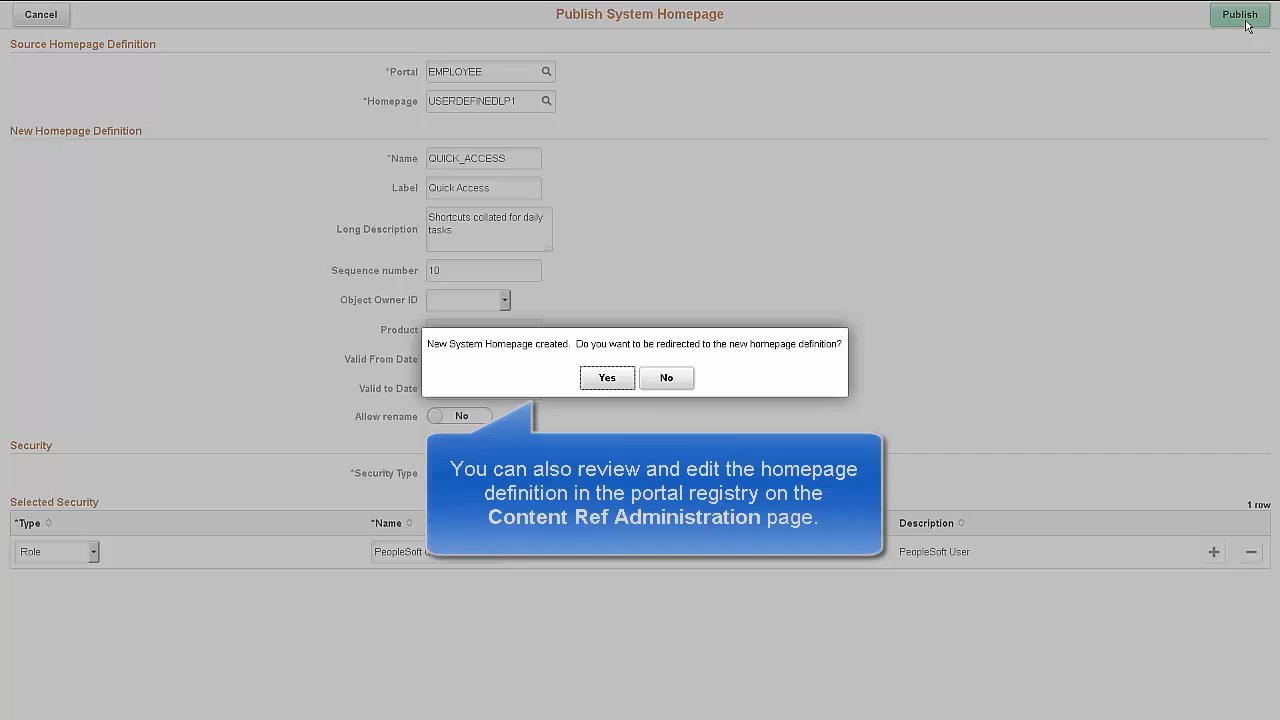 Cancel
Publish System Homepage
Publish
Source Homepage Definition
*Portal
EMPLOYEE
*Homepage
USERDEFINEDLP1
New Homepage Definition
*Name
QUICK_ACCESS
Label
Quick Access
Long Description
Shortcuts collated for daily
tasks
Sequence number
10
Object Owner ID
Product
New System Homepage created. Do you want to be redirected to the new homepage definition?
Valid From Date
Yes
No
Valid to Date
Allow rename
No
Security
*Security Type
You can also review and edit the homepage
definition in the portal registry on the
Content Ref Administration page.
Selected Security
1 row
*Type
*Name
Description
Role
PeopleSoft
PeopleSoft User